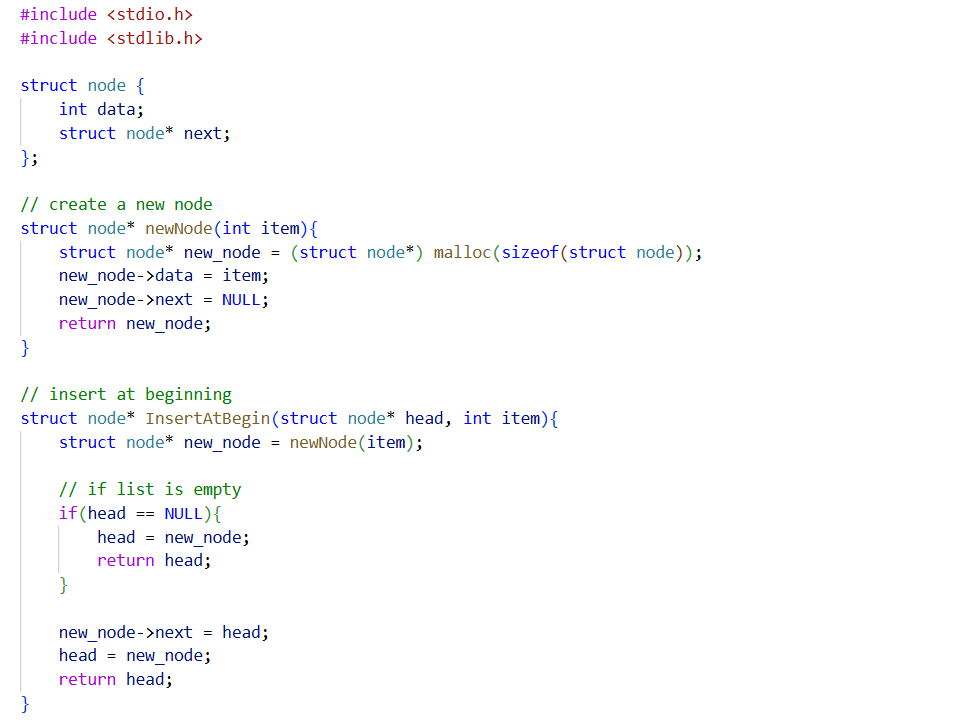 #include <stdio.h>
#include <stdlib.h>
struct node {
    int data;
    struct node* next;
};
// create a new node
struct node* newNode(int item){
    struct node* new_node = (struct node*) malloc(sizeof(struct node));
    new_node->data = item;
    new_node->next = NULL;
    return new_node;
}
// insert at beginning
struct node* InsertAtBegin(struct node* head, int item){
    struct node* new_node = newNode(item);
    // if list is empty
    if(head == NULL){
        head = new_node;
        return head;
    }
    new_node->next = head;
    head = new_node;
    return head;
}